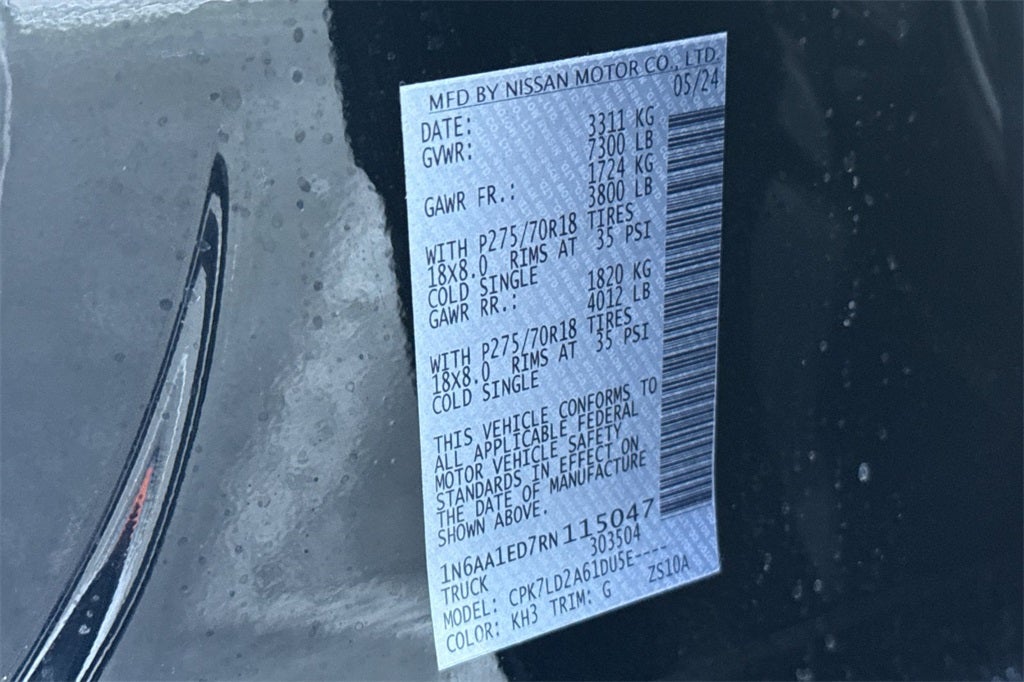 MFD BY NISSAN MOTOR CO., LTD.
DATE: 05/24
GVWR: 3311 KG
7300 LB
GAWR FR.: 1724 KG
3800 LB
WITH P275/70R18 TIRES
18X8.0 RIMS AT 35 PSI
COLD SINGLE
GAWR RR.: 1820 KG
4012 LB
WITH P275/70R18 TIRES
18X8.0 RIMS AT 35 PSI
COLD SINGLE
THIS VEHICLE CONFORMS TO
ALL APPLICABLE FEDERAL
MOTOR VEHICLE SAFETY
STANDARDS IN EFFECT ON
THE DATE OF MANUFACTURE
SHOWN ABOVE.
1N6AA1ED7RN115047
TRUCK 303504
MODEL: CPK7LD2A61DU5E----
COLOR: KH3 TRIM: G ZS10A